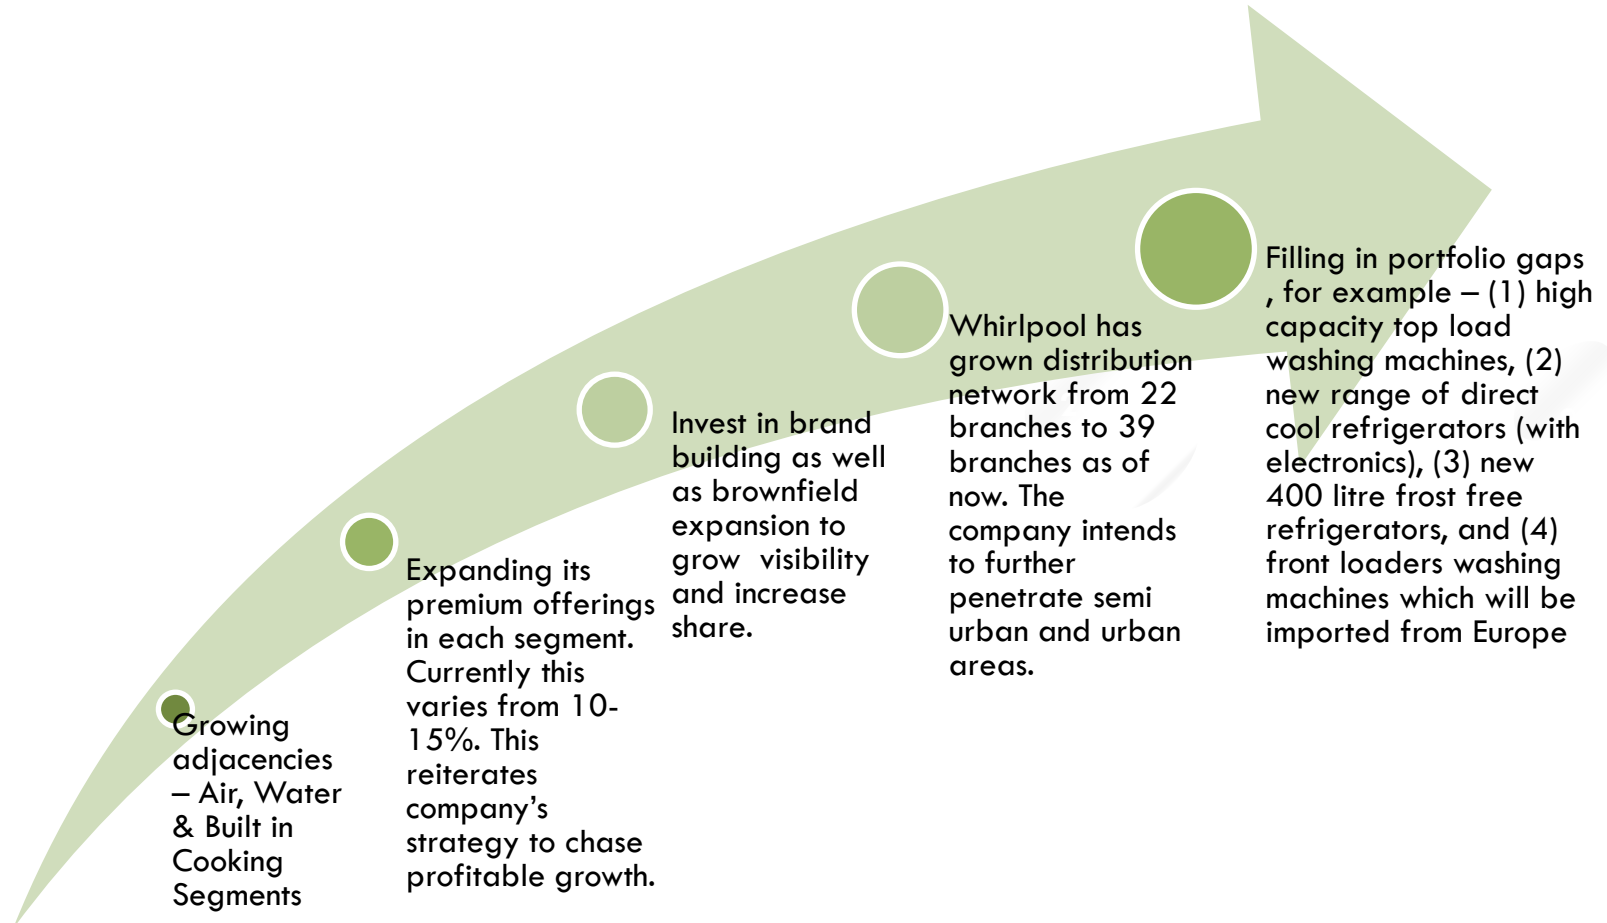 Growing
adjacencies
– Air, Water
& Built in
Cooking
Segments
Expanding its
premium offerings
in each segment.
Currently this
varies from 10-
15%. This
reiterates
company’s
strategy to chase
profitable growth.
Invest in brand
building as well
as brownfield
expansion to
grow  visibility
and increase
share.
Whirlpool has
grown distribution
network from 22
branches to 39
branches as of
now. The
company intends
to further
penetrate semi
urban and urban
areas.
Filling in portfolio gaps
, for example – (1) high
capacity top load
washing machines, (2)
new range of direct
cool refrigerators (with
electronics), (3) new
400 litre frost free
refrigerators, and (4)
front loaders washing
machines which will be
imported from Europe